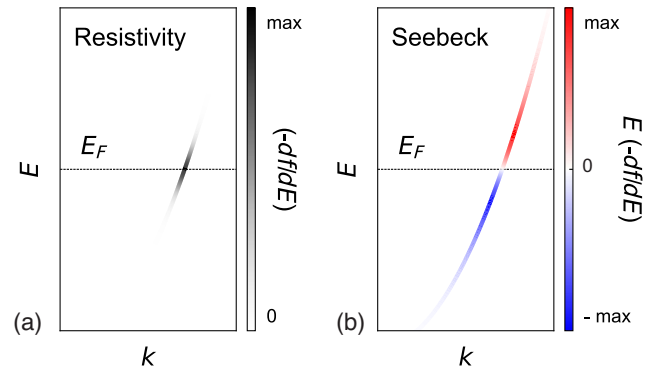 Resistivity
E_F
E
k
(a)
max
0
(-df/dE)
Seebeck
E_F
E
k
(b)
max
0
- max
E (-df/dE)